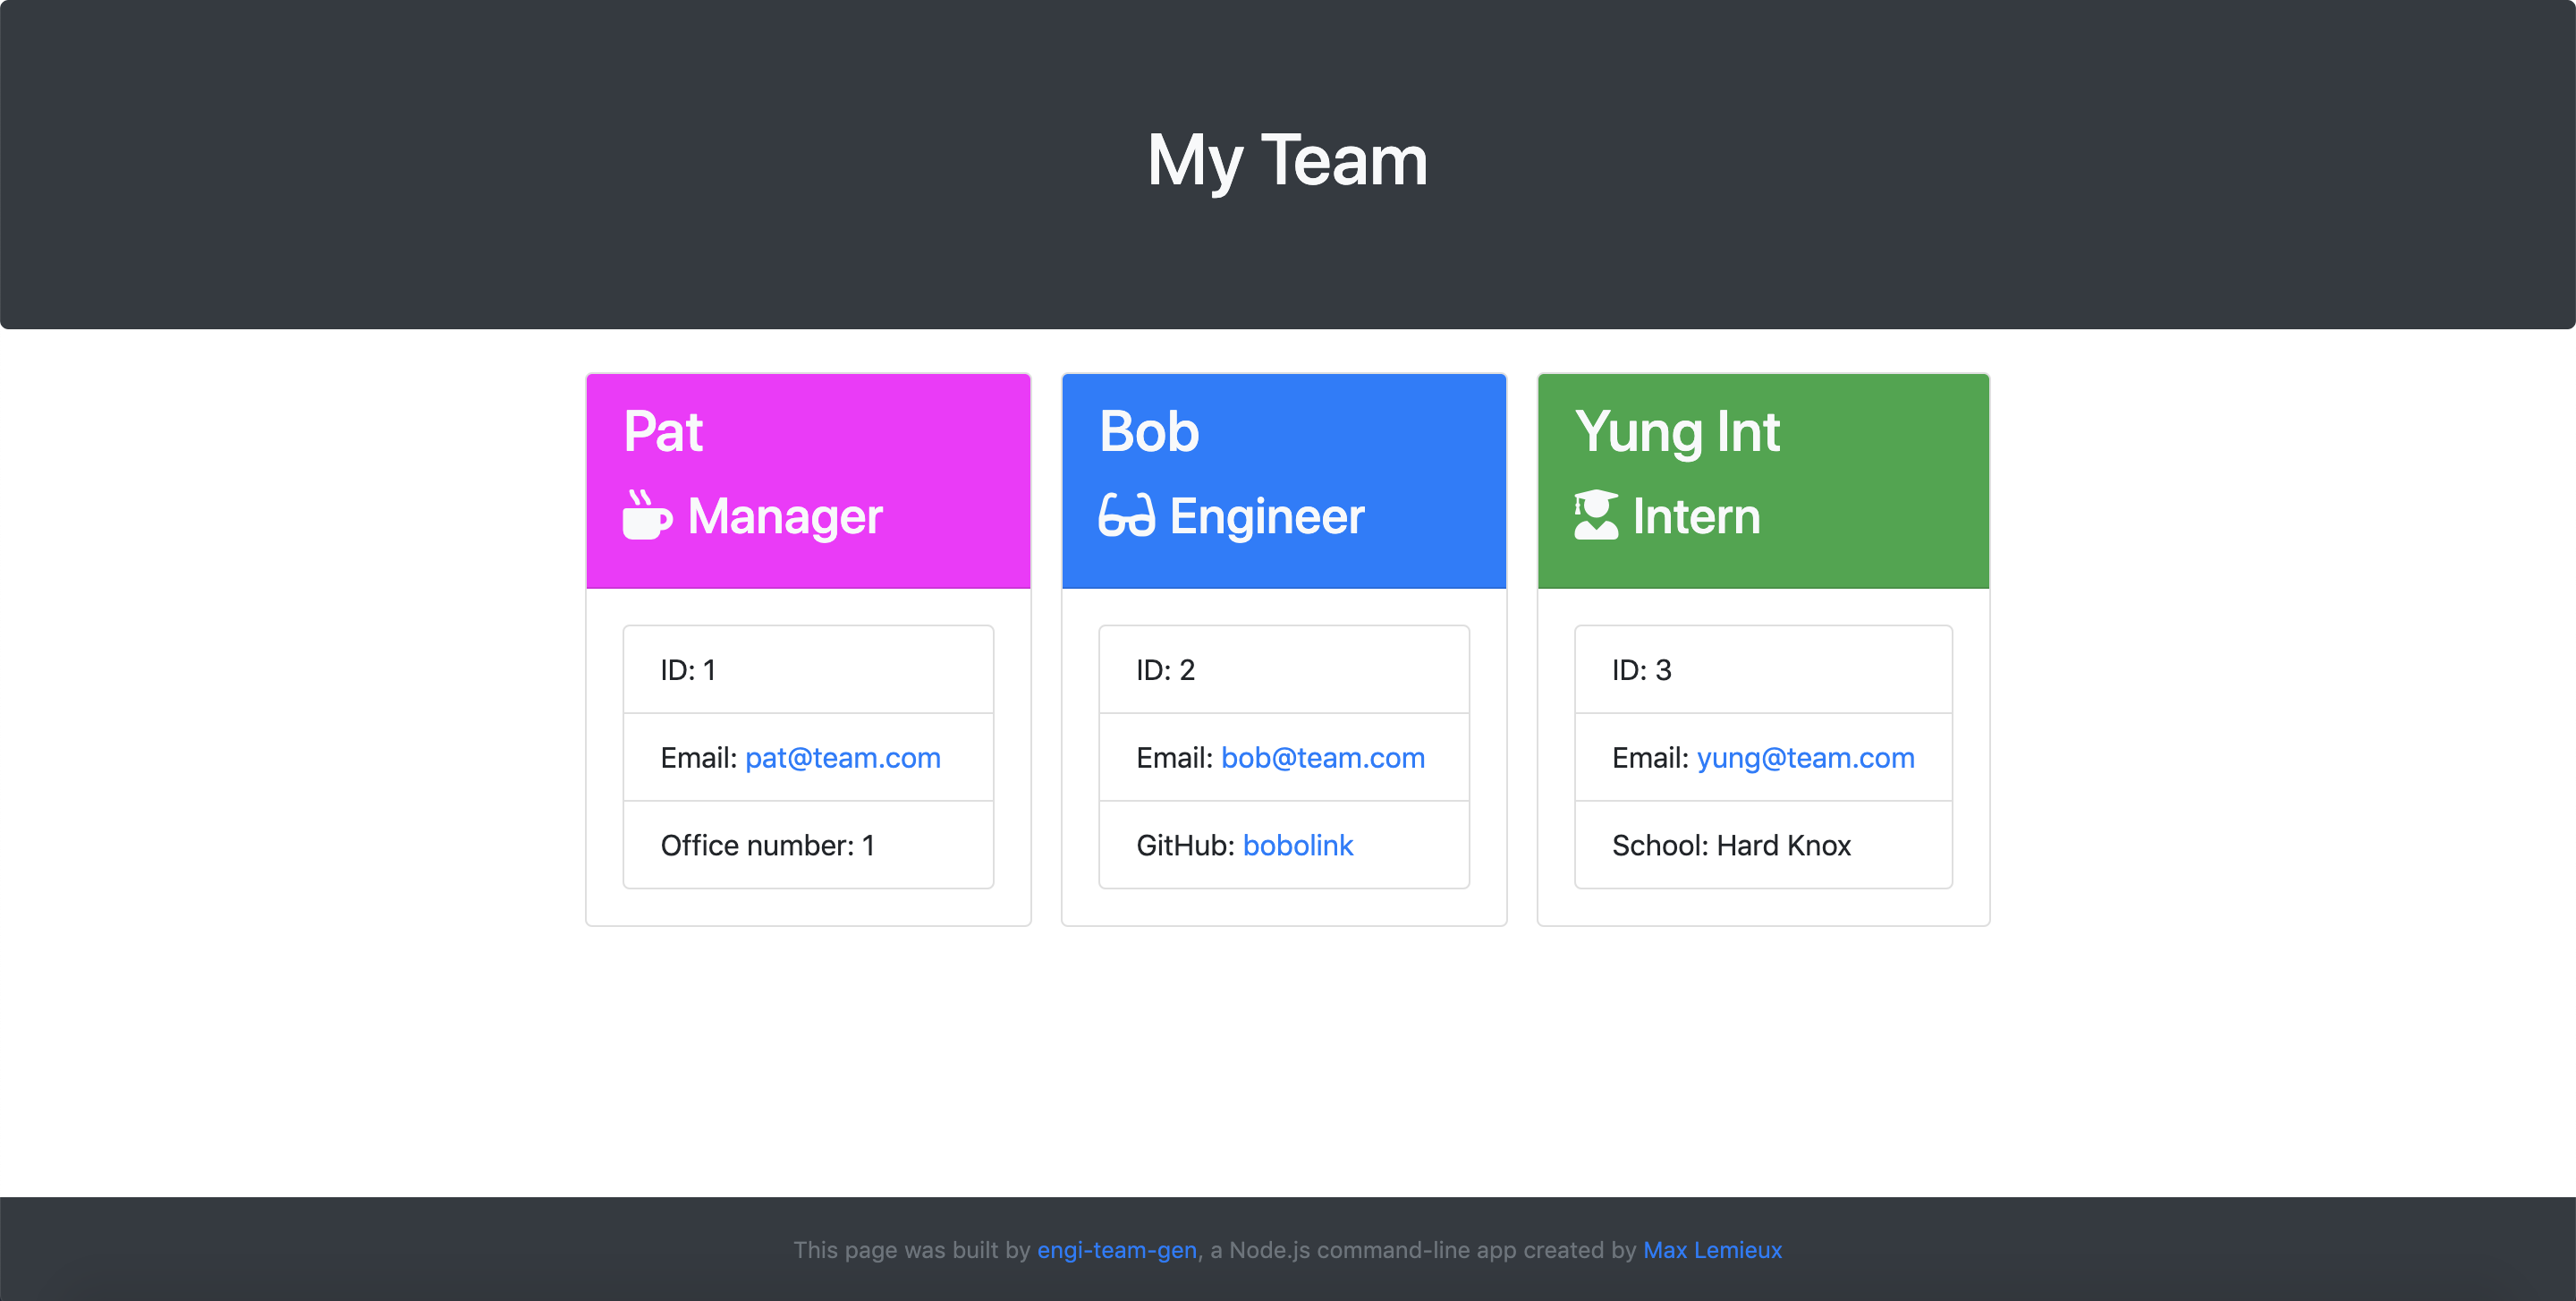 My Team
Pat
Manager
ID: 1
Email: pat@team.com
Office number: 1
Bob
Engineer
ID: 2
Email: bob@team.com
GitHub: bobolink
Yung Int
Intern
ID: 3
Email: yung@team.com
School: Hard Knox
This page was built by engi-team-gen, a Node.js command-line app created by Max Lemieux